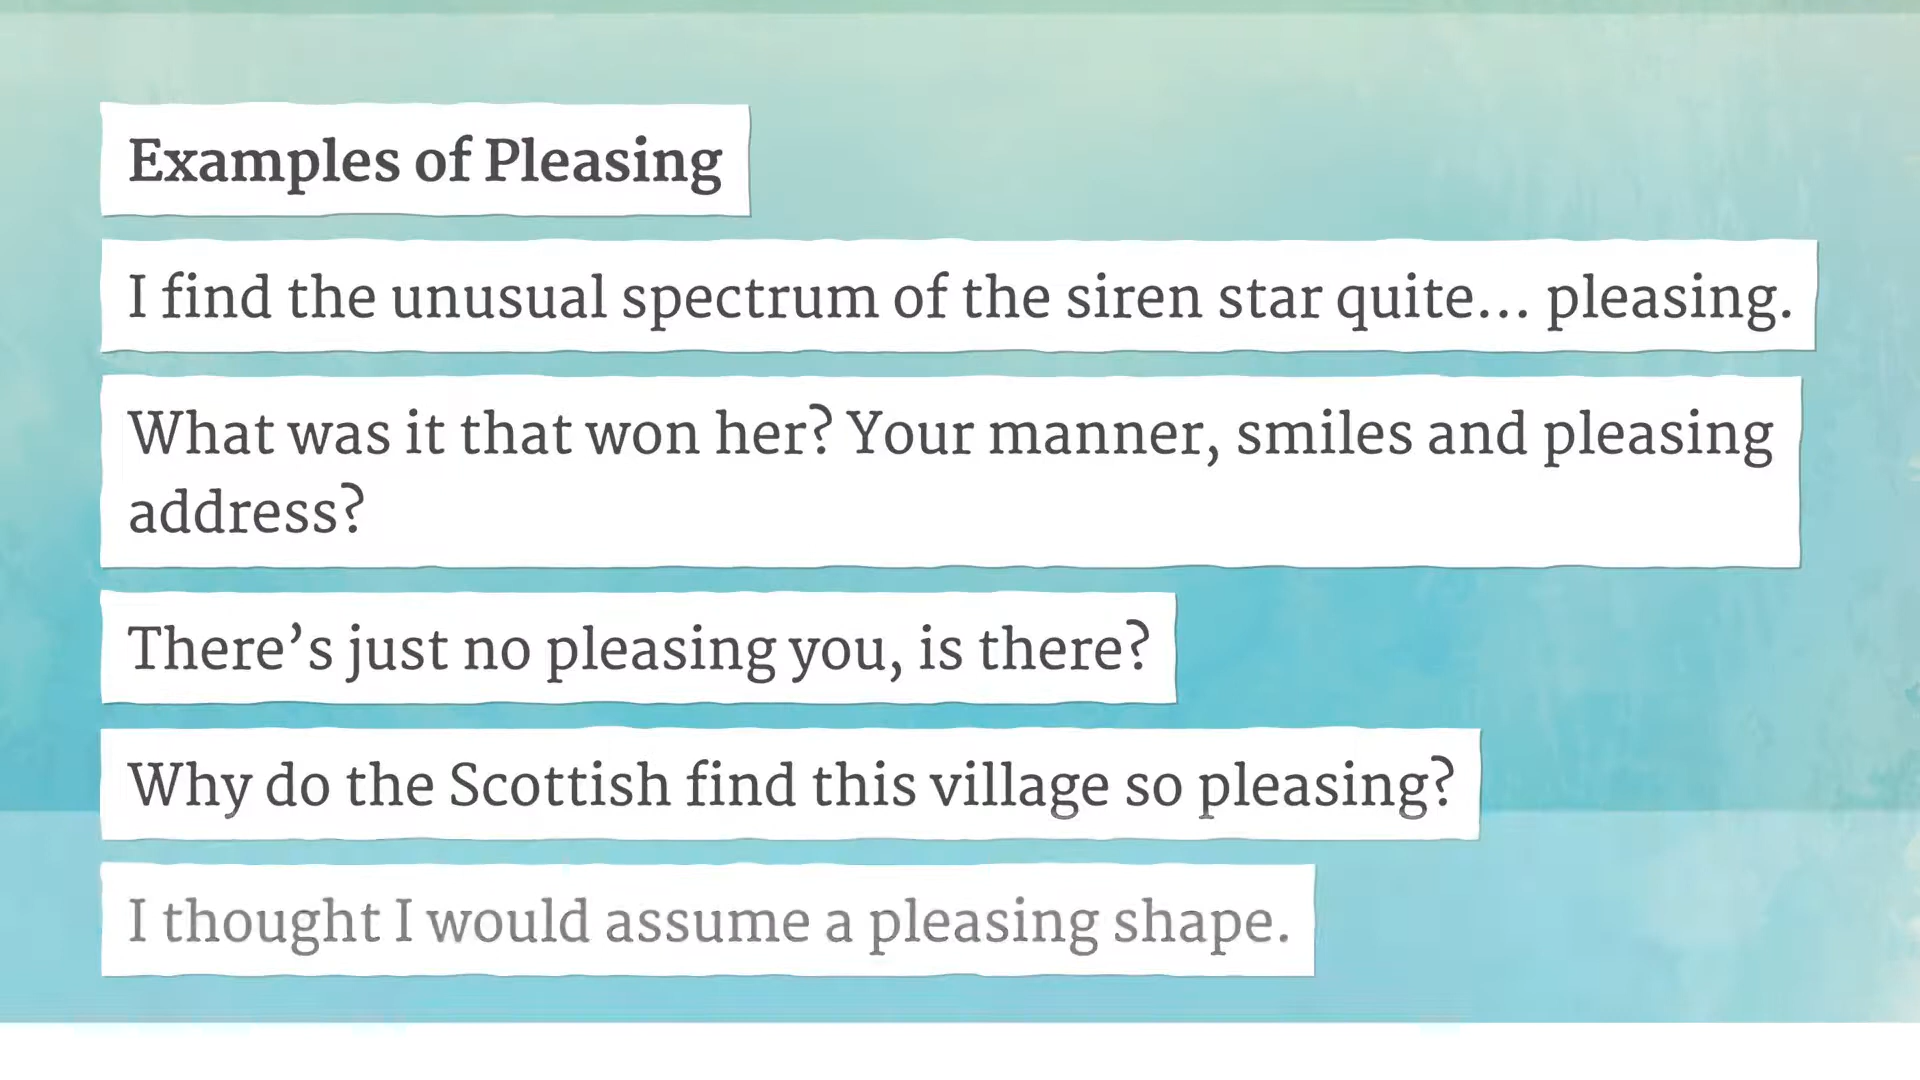 Examples of Pleasing
I find the unusual spectrum of the siren star quite... pleasing.
What was it that won her? Your manner, smiles and pleasing
address?
There’s just no pleasing you, is there?
Why do the Scottish find this village so pleasing?
I thought I would assume a pleasing shape.